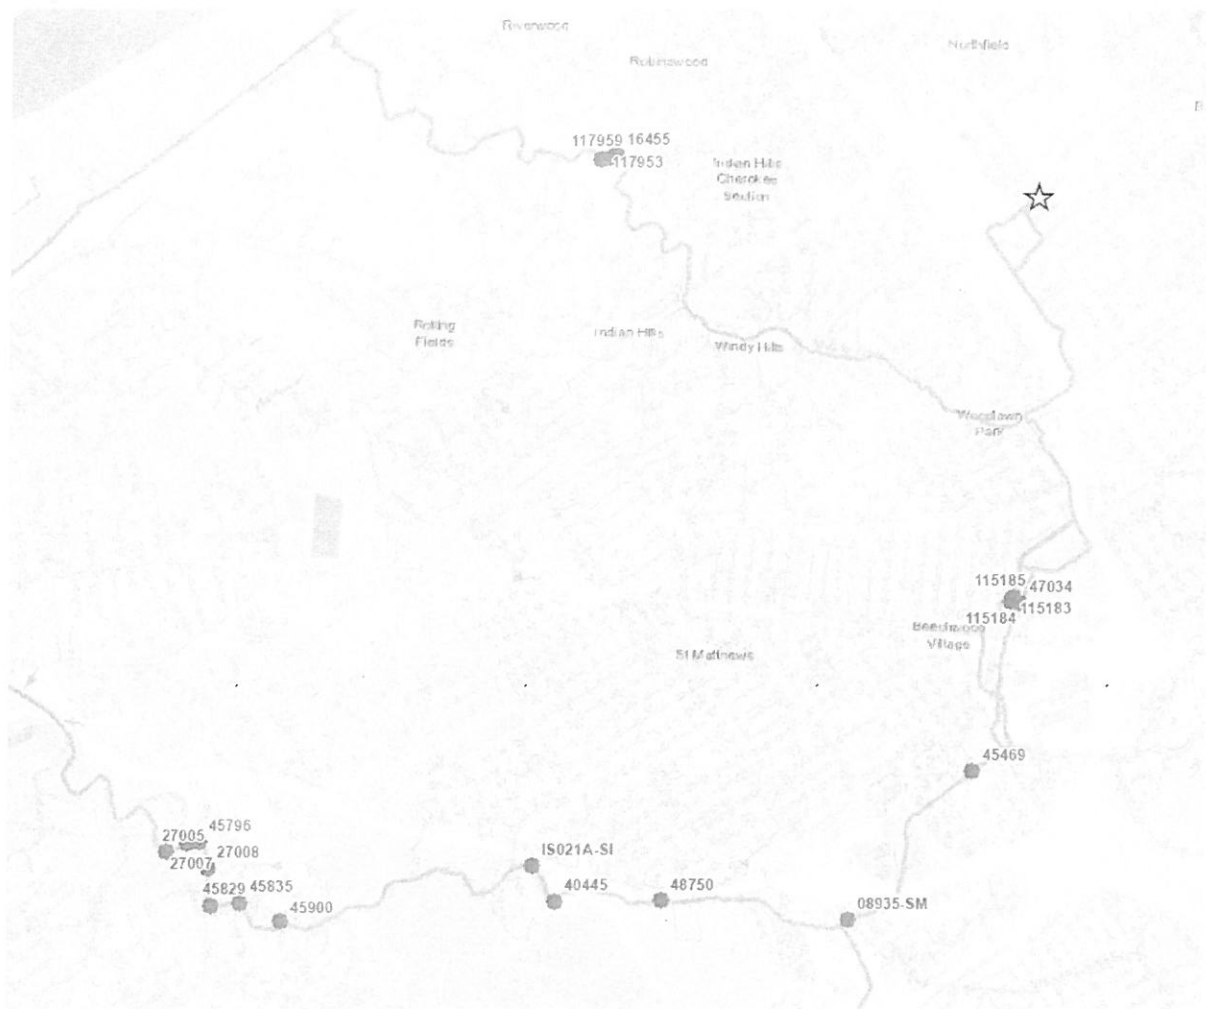 Riverwood
Northfield
Robinswood
117959 16455
117953
Indian Hills
Cherokee
Section
Rolling
Fields
Indian Hills
Windy Hills
Woodlawn
Park
115185
47034
115183
115184
Beechwood
Village
St Matthews
45469
45796
27005
27008
27007
IS021A-SI
45829
45835
40445
48750
45900
08935-SM